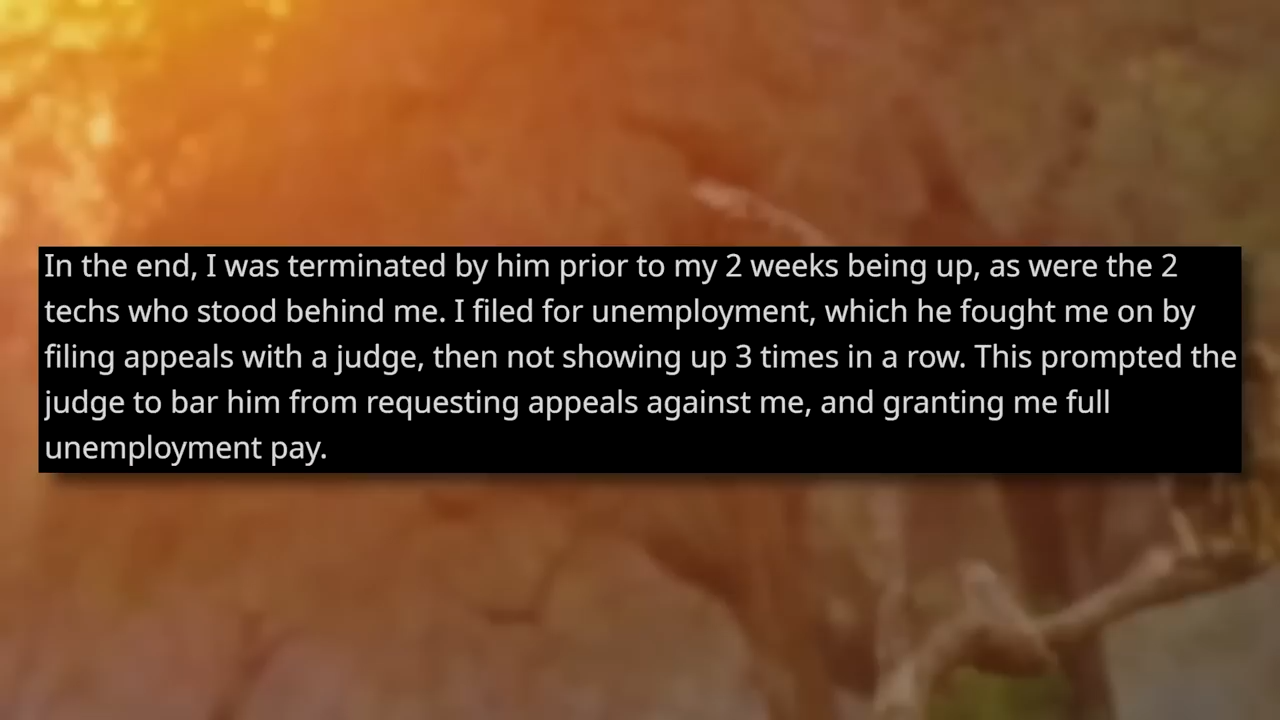 In the end, I was terminated by him prior to my 2 weeks being up, as were the 2
techs who stood behind me. I filed for unemployment, which he fought me on by
filing appeals with a judge, then not showing up 3 times in a row. This prompted the
judge to bar him from requesting appeals against me, and granting me full
unemployment pay.